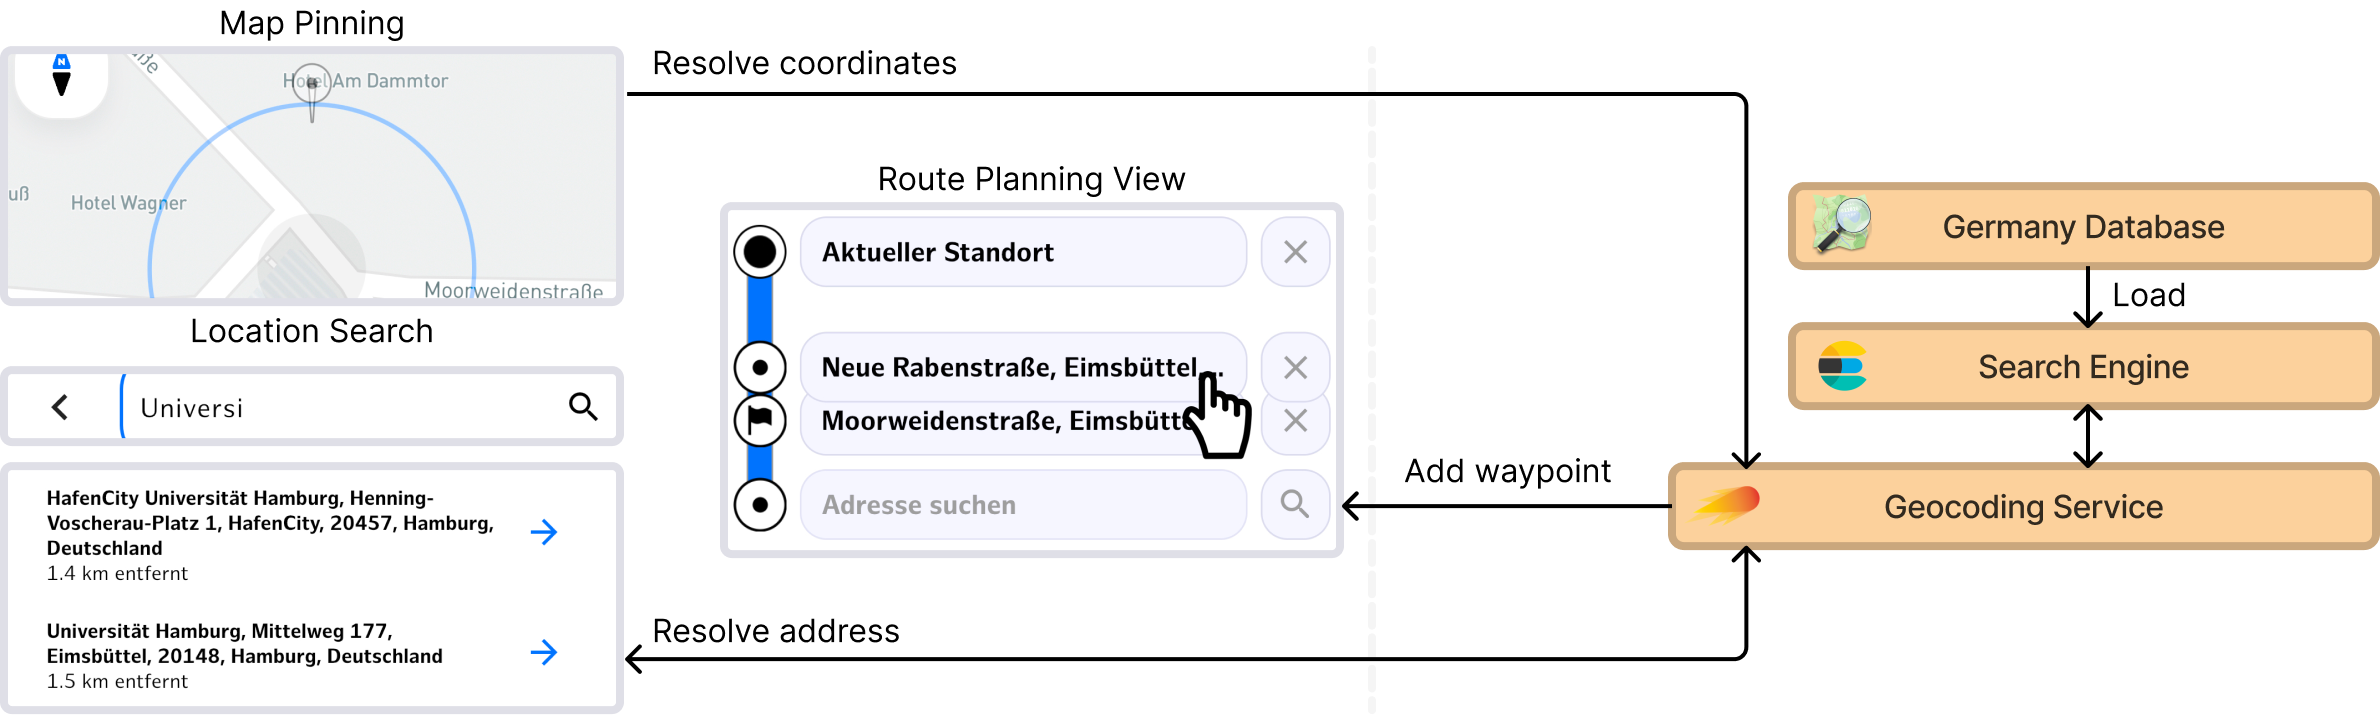 Map Pinning
N
ße
Hotel Am Dammtor
uß
Hotel Wagner
Moorweidenstraße
Location Search
Universi
HafenCity Universität Hamburg, Henning-
Voscherau-Platz 1, HafenCity, 20457, Hamburg,
Deutschland
1.4 km entfernt
Universität Hamburg, Mittelweg 177,
Eimsbüttel, 20148, Hamburg, Deutschland
1.5 km entfernt
Resolve coordinates
Route Planning View
Aktueller Standort
Neue Rabenstraße, Eimsbüttel,...
Moorweidenstraße, Eimsbütte
Adresse suchen
Resolve address
Add waypoint
Germany Database
Load
Search Engine
Geocoding Service